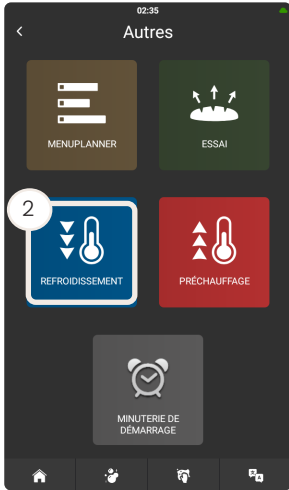 02:35
Autres
MENUPLANNER
ESSAI
2
REFROIDISSEMENT
PRÉCHAUFFAGE
MINUTERIE DE
DÉMARRAGE